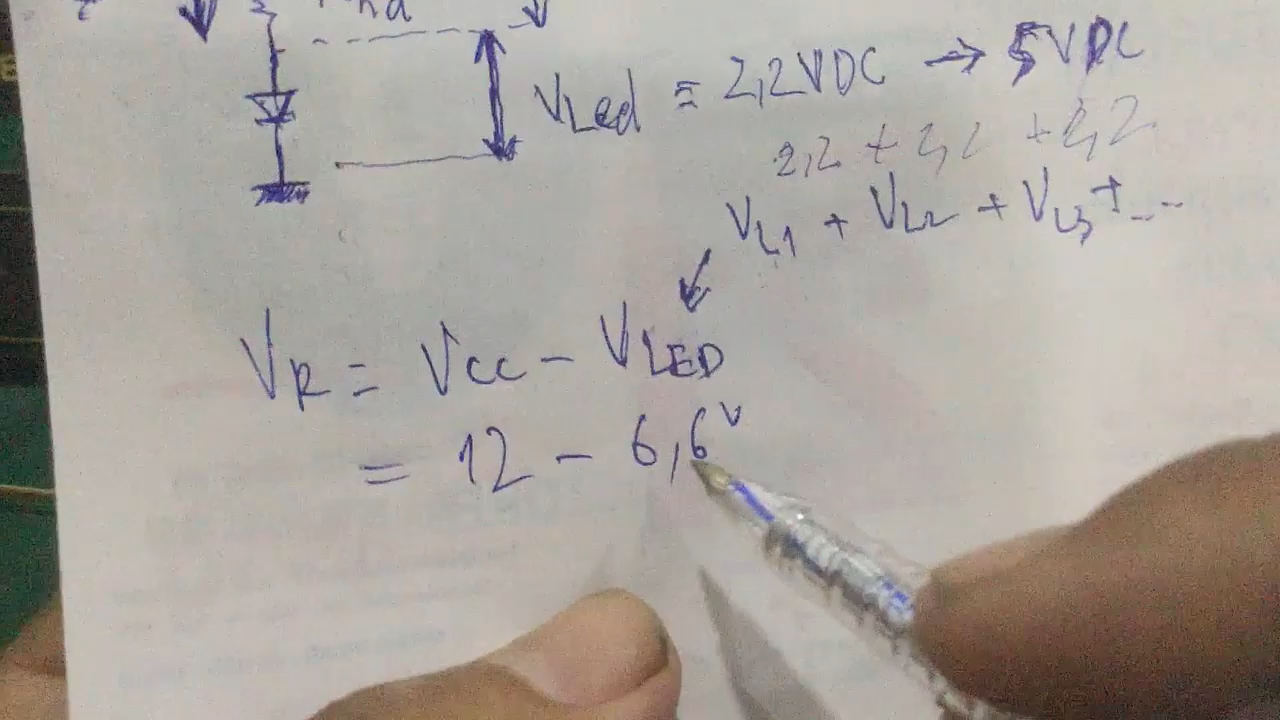 VLed = 2,2VDC → 5VDC
2,2 + 2,2 + 2,2
VL1 + VL2 + VL3 + ---
VR = VCC - VLED
= 12 - 6,6V